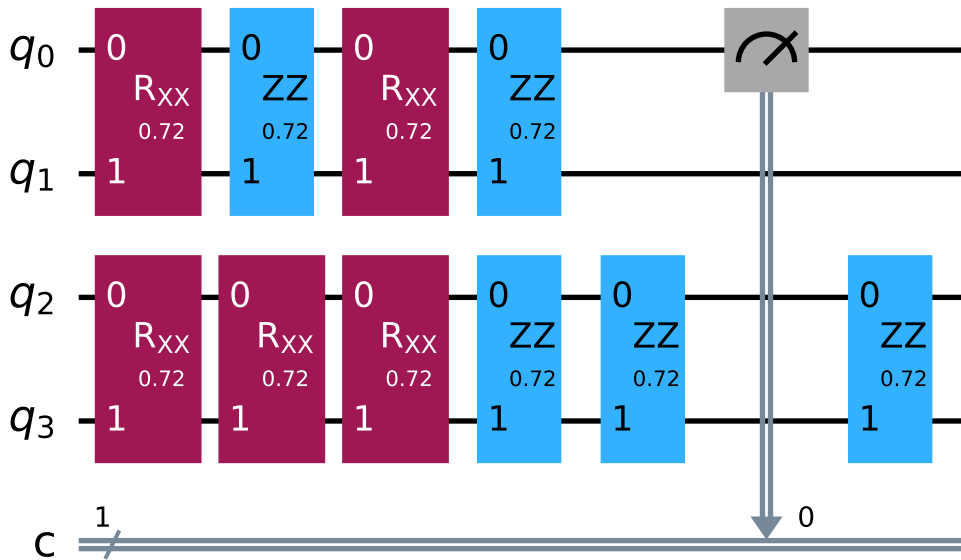 q0 0 0 0 0
RXX ZZ RXX ZZ
0.72 0.72 0.72 0.72
q1 1 1 1 1
q2 0 0 0 0 0 0
RXX RXX RXX ZZ ZZ ZZ
0.72 0.72 0.72 0.72 0.72 0.72
q3 1 1 1 1 1 1
1 0
c